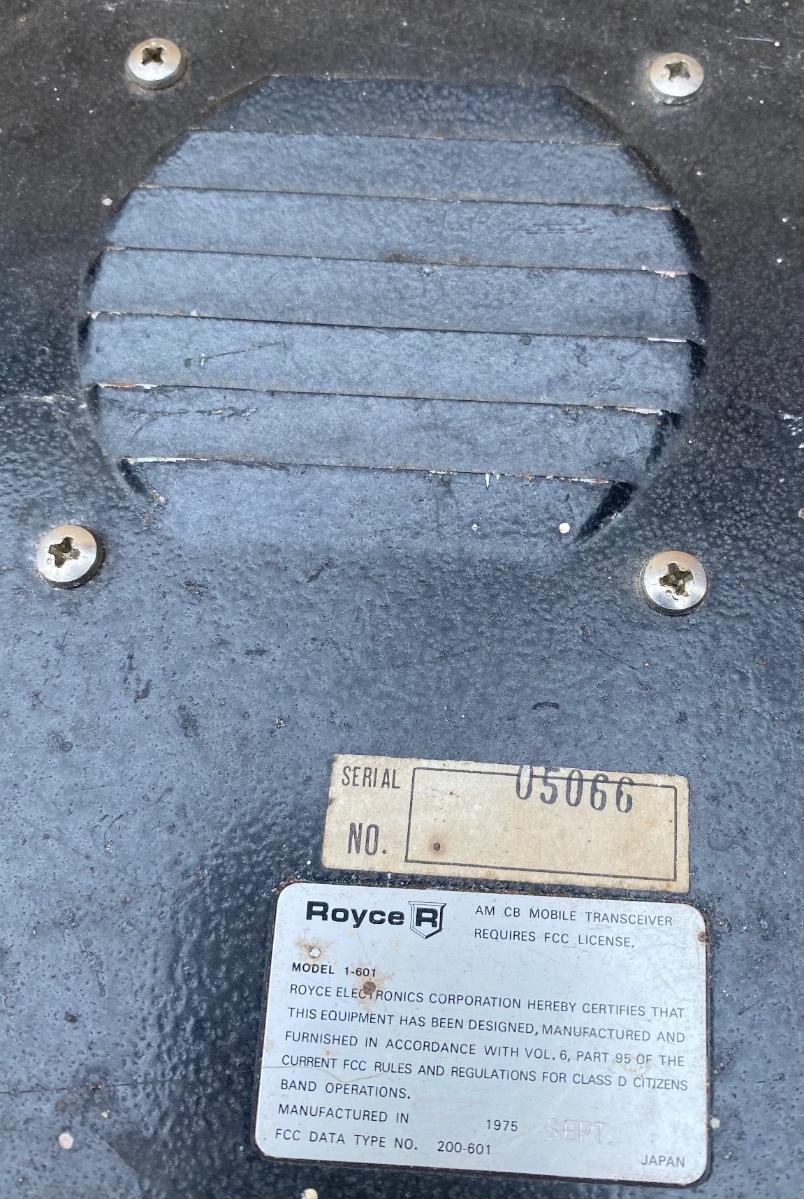 SERIAL 05066
NO.
Royce R AM CB MOBILE TRANSCEIVER
REQUIRES FCC LICENSE.
MODEL 1-601
ROYCE ELECTRONICS CORPORATION HEREBY CERTIFIES THAT
THIS EQUIPMENT HAS BEEN DESIGNED, MANUFACTURED AND
FURNISHED IN ACCORDANCE WITH VOL. 6, PART 95 OF THE
CURRENT FCC RULES AND REGULATIONS FOR CLASS D CITIZENS
BAND OPERATIONS.
MANUFACTURED IN 1975 SEPT.
FCC DATA TYPE NO. 200-601
JAPAN